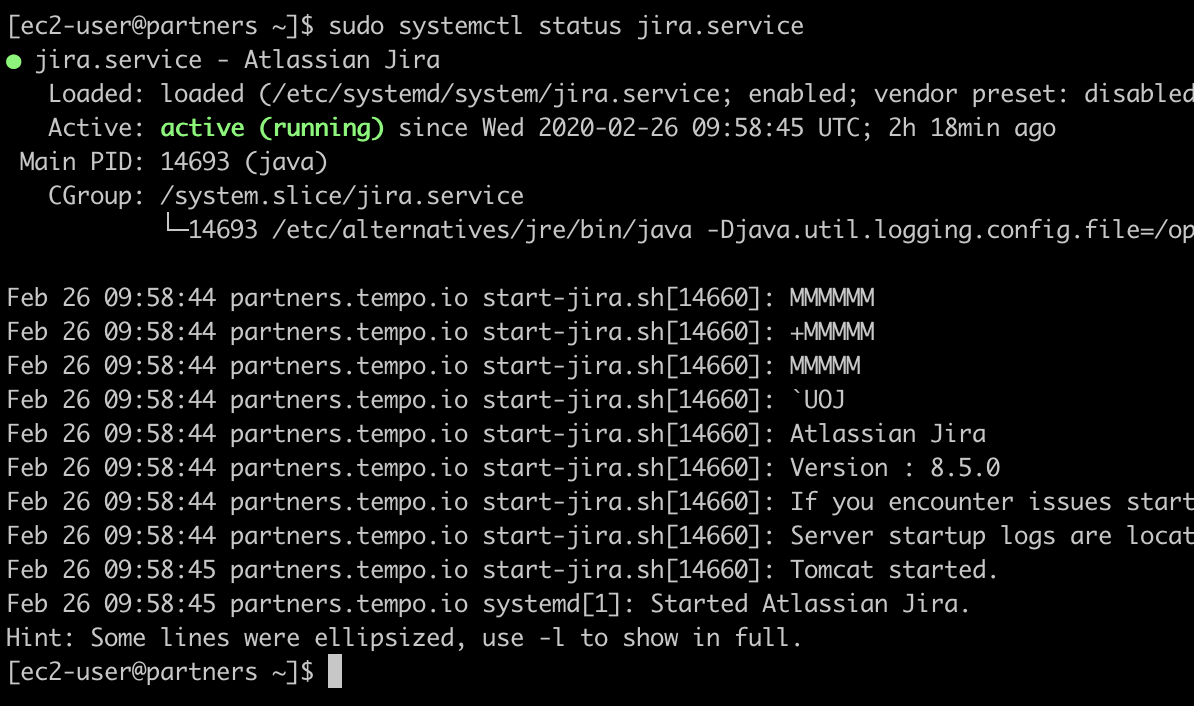 [ec2-user@partners ~]$ sudo systemctl status jira.service
● jira.service - Atlassian Jira
   Loaded: loaded (/etc/systemd/system/jira.service; enabled; vendor preset: disabled
   Active: active (running) since Wed 2020-02-26 09:58:45 UTC; 2h 18min ago
 Main PID: 14693 (java)
   CGroup: /system.slice/jira.service
           └─14693 /etc/alternatives/jre/bin/java -Djava.util.logging.config.file=/op
Feb 26 09:58:44 partners.tempo.io start-jira.sh[14660]: MMMMMM
Feb 26 09:58:44 partners.tempo.io start-jira.sh[14660]: +MMMMM
Feb 26 09:58:44 partners.tempo.io start-jira.sh[14660]: MMMMM
Feb 26 09:58:44 partners.tempo.io start-jira.sh[14660]: `UOJ
Feb 26 09:58:44 partners.tempo.io start-jira.sh[14660]: Atlassian Jira
Feb 26 09:58:44 partners.tempo.io start-jira.sh[14660]: Version : 8.5.0
Feb 26 09:58:44 partners.tempo.io start-jira.sh[14660]: If you encounter issues start
Feb 26 09:58:44 partners.tempo.io start-jira.sh[14660]: Server startup logs are locat
Feb 26 09:58:45 partners.tempo.io start-jira.sh[14660]: Tomcat started.
Feb 26 09:58:45 partners.tempo.io systemd[1]: Started Atlassian Jira.
Hint: Some lines were ellipsized, use -l to show in full.
[ec2-user@partners ~]$